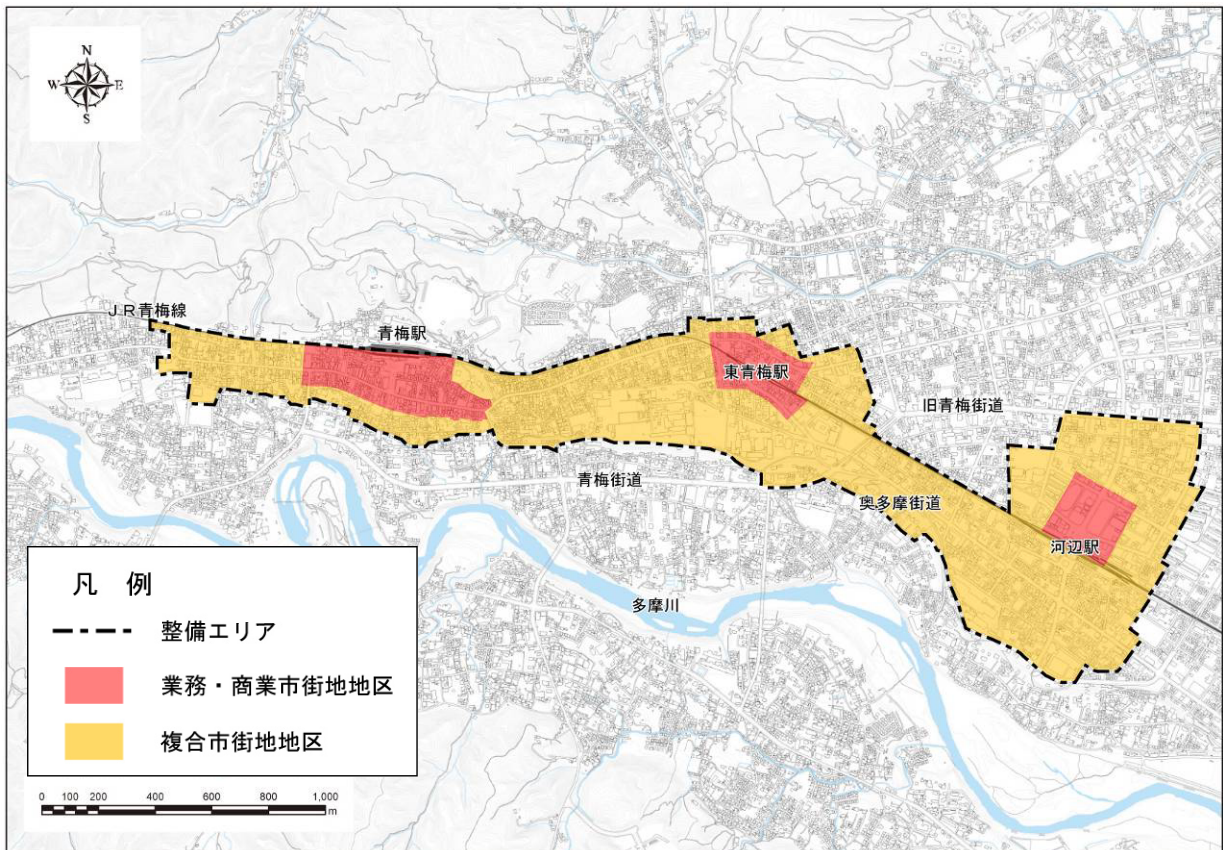 N
W E
S
JR青梅線
青梅駅
東青梅駅
旧青梅街道
青梅街道
奥多摩街道
河辺駅
多摩川
凡 例
整備エリア
業務・商業市街地地区
複合市街地地区
0 100 200 400 600 800 1,000
m